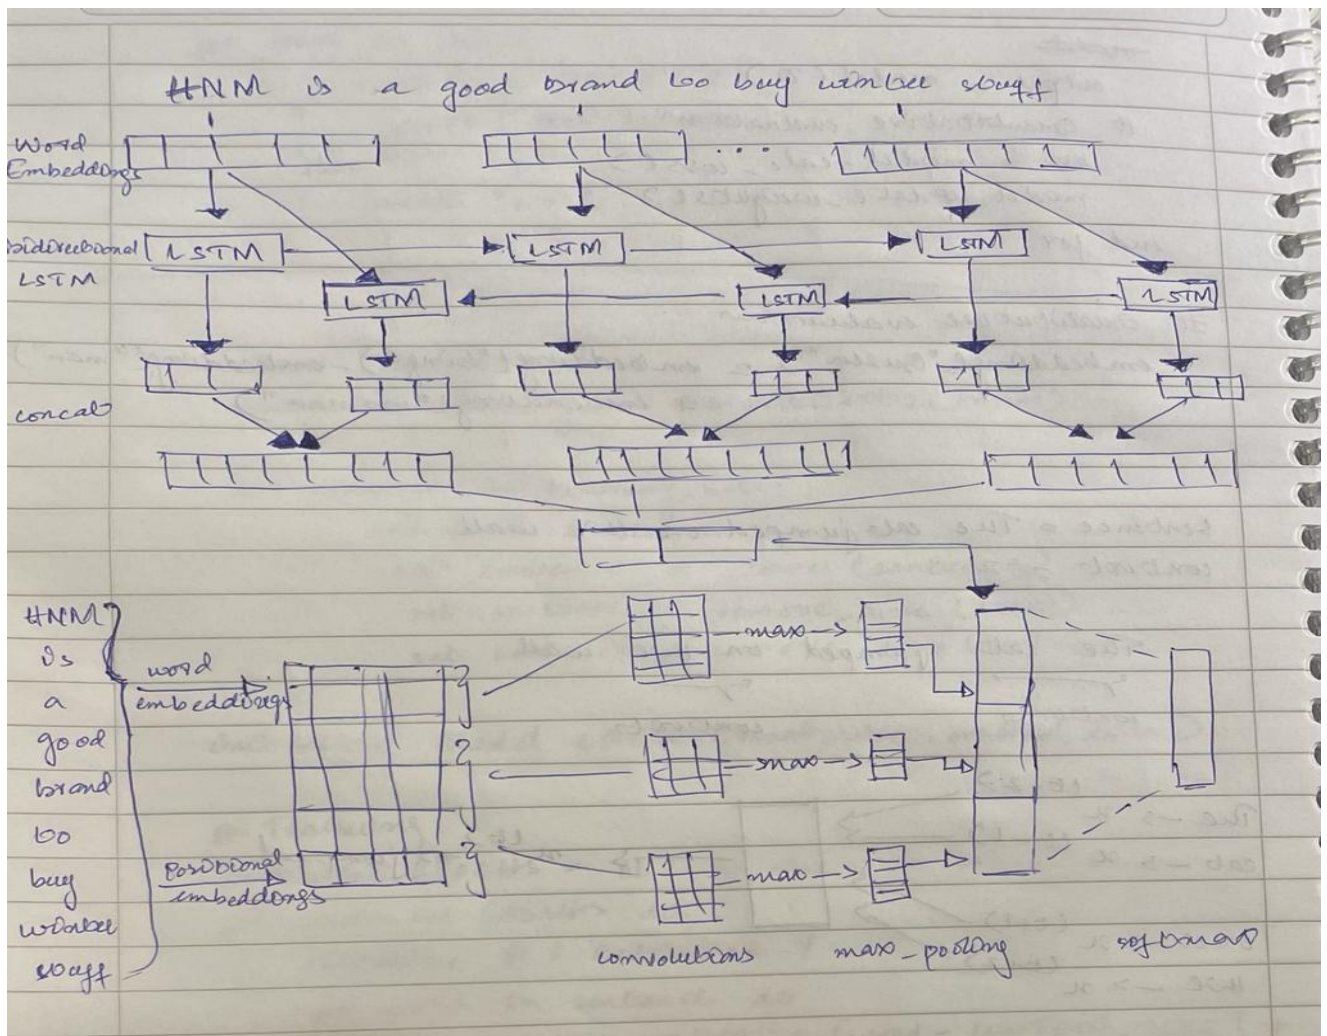 HNM is a good brand to buy winter stuff
Word
Embeddings
bidirectional
LSTM
LSTM
LSTM
LSTM
LSTM
LSTM
LSTM
concat
HNM
is
a
good
brand
to
buy
winter
stuff
word
embeddings
Positional
embeddings
max
max
max
convolutions
max_pooling
softmax